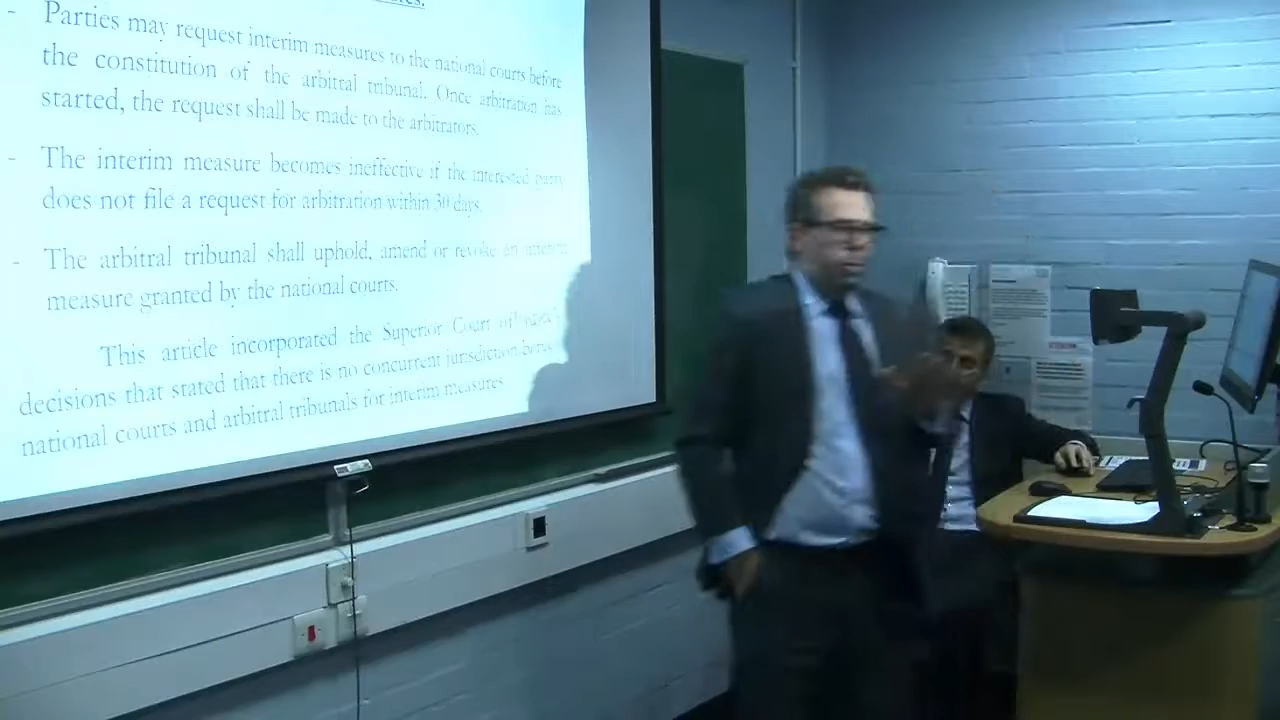 - Parties may request interim measures to the national courts before
the constitution of the arbitral tribunal. Once arbitration has
started, the request shall be made to the arbitrators.
- The interim measure becomes ineffective if the interested party
does not file a request for arbitration within 30 days.
- The arbitral tribunal shall uphold, amend or revoke an interim
measure granted by the national courts.
This article incorporated the Superior Court of
decisions that stated that there is no concurrent jurisdiction
national courts and arbitral tribunals for interim measures